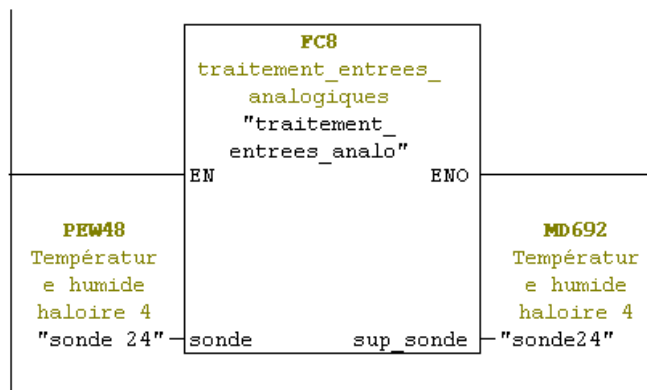 FC8
traitement_entrees_
analogiques
"traitement_
entrees_analo"
EN ENO
PEW48
Températur
e humide
haloire 4
"sonde 24" sonde
MD692
Températur
e humide
haloire 4
sup_sonde "sonde24"